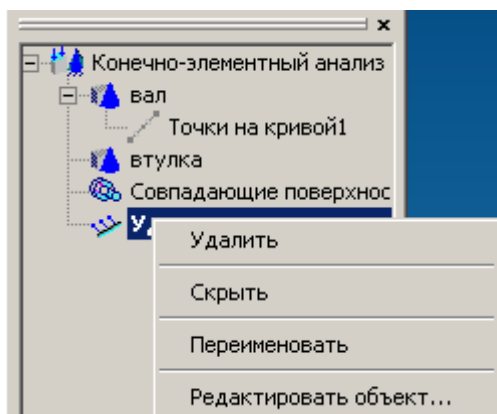 Конечно-элементный анализ
вал
Точки на кривой1
втулка
Совпадающие поверхнос
Удалить
Скрыть
Переименовать
Редактировать объект...